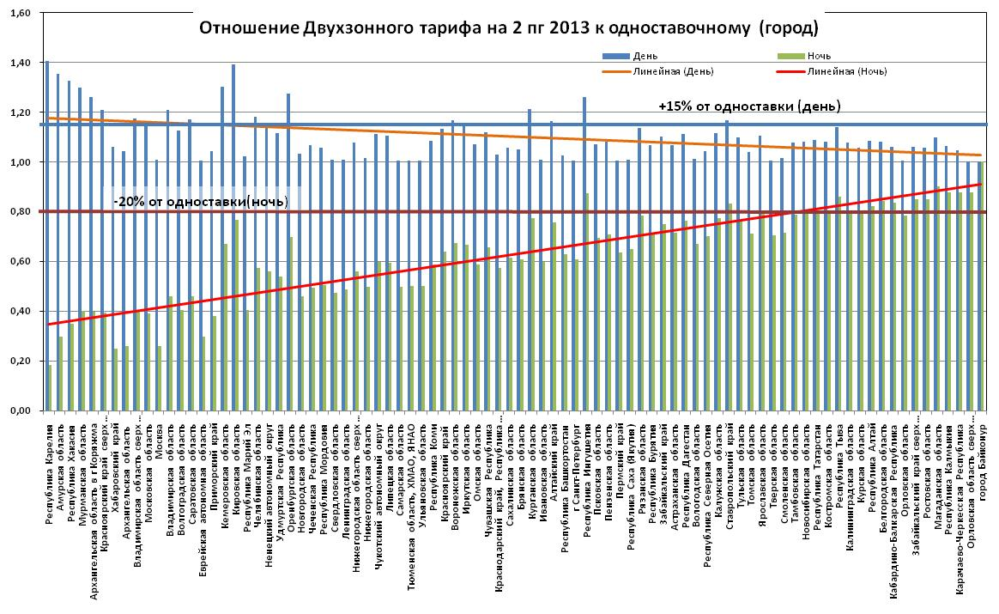 Отношение Двухзонного тарифа на 2 пг 2013 к одноставочному (город)
День
Ночь
Линейная (День)
Линейная (Ночь)
+15% от одноставки (день)
-20% от одноставки(ночь)
1,60
1,40
1,20
1,00
0,80
0,60
0,40
0,20
0,00
Республика Карелия
Амурская область
Республика Хакасия
Мурманская область
Архангельская область в г Коряжма
Красноярский край сверх …
Хабаровский край
Архангельская область
Владимирская область сверх …
Московская область
Москва
Владимирская область
Волгоградская область
Саратовская область
Еврейская автономная область
Приморский край
Кемеровская область
Кировская область
Республика Марий Эл
Челябинская область
Ненецкий автономный округ
Удмуртская Республика
Оренбургская область
Новгородская область
Чеченская Республика
Республика Мордовия
Свердловская область
Ленинградская область
Нижегородская область сверх …
Нижегородская область
Чукотский автономный округ
Липецкая область
Самарская область
Тюменская область, ХМАО, ЯНАО
Ульяновская область
Республика Коми
Красноярский край
Воронежская область
Иркутская область
Омская область
Чувашская Республика
Краснодарский край, Республика …
Сахалинская область
Брянская область
Курганская область
Ивановская область
Алтайский край
Республика Башкортостан
г Санкт-Петербург
Республика Ингушетия
Псковская область
Пензенская область
Пермский край
Республика Саха (Якутия)
Рязанская область
Республика Бурятия
Забайкальский край
Астраханская область
Республика Дагестан
Вологодская область
Республика Северная Осетия
Калужская область
Ставропольский край
Тульская область
Томская область
Ярославская область
Тверская область
Смоленская область
Тамбовская область
Новосибирская область
Республика Татарстан
Костромская область
Республика Тыва
Калининградская область
Курская область
Республика Алтай
Белгородская область
Кабардино-Балкарская Республика
Орловская область
Забайкальский край сверх …
Ростовская область
Магаданская область
Республика Калмыкия
Карачаево-Черкесская Республика
Орловская область сверх …
город Байконур